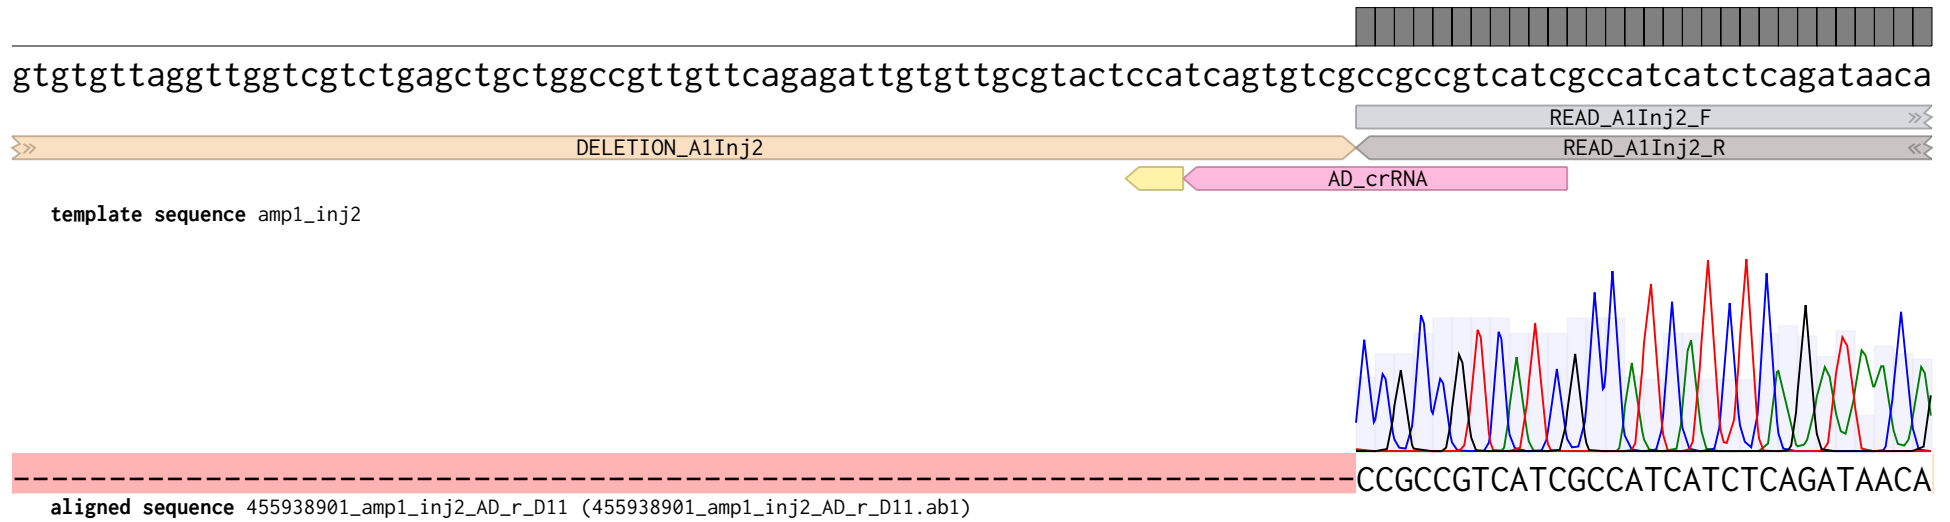 gtgtgttaggttggtcgtctgagctgctggccgttgttcagagattgtgttgcgtactccatcagtgtcgccgccgtcatcgccatcatctcagataaca
READ_A1Inj2_F
DELETION_A1Inj2 READ_A1Inj2_R
AD_crRNA
template sequence amp1_inj2
----------------------------------------------------------------------CCGCCGTCATCGCCATCATCTCAGATAACA
aligned sequence 455938901_amp1_inj2_AD_r_D11 (455938901_amp1_inj2_AD_r_D11.ab1)